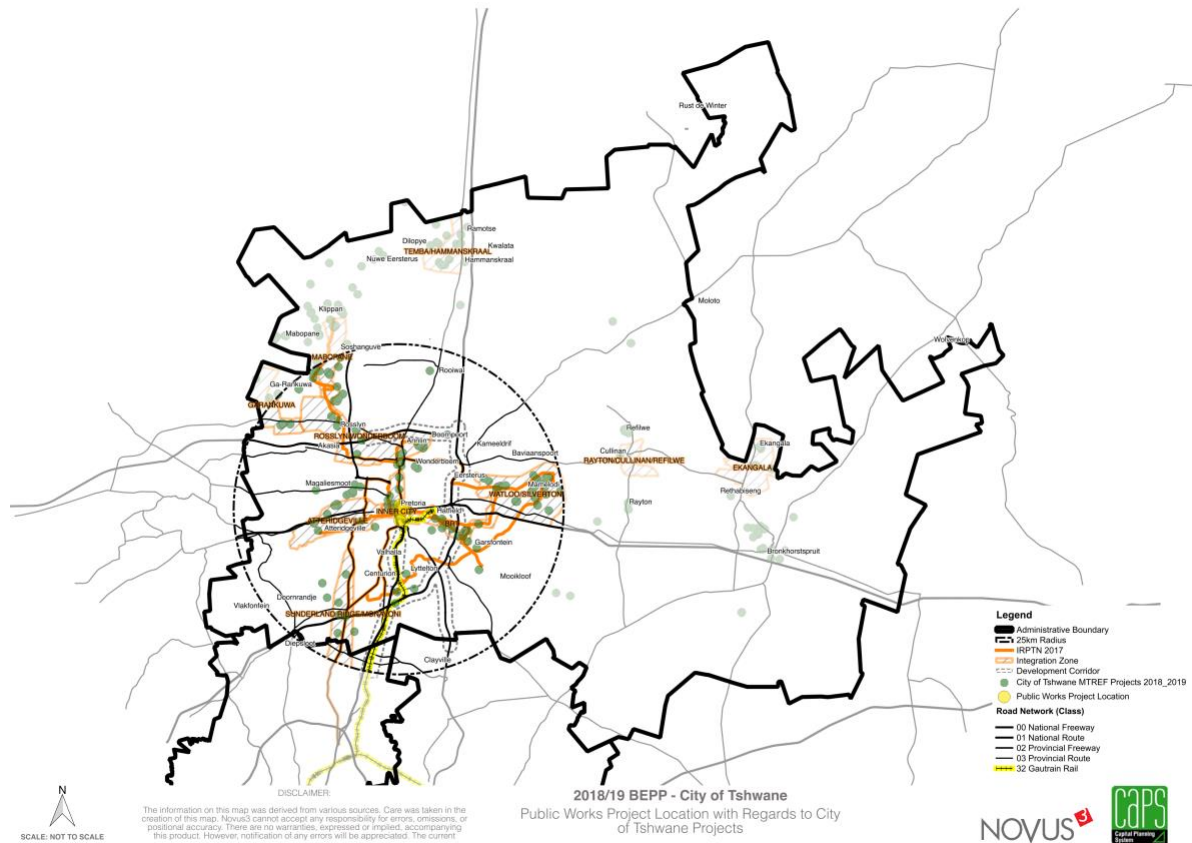 Rust de Winter
Ramotse
Dilopye
Kwalata
TEMBA/HAMMANSKRAAL
Nuwe Eersterus
Hammanskraal
Moloto
Klippan
Mabopane
Soshanguve
Woltenkop
MABOPANE
Rooiwal
Ga-Rankuwa
GARANKUWA
Rosslyn
Refilwe
ROSSLYN/WONDERBOOM
Boompoort
Annlin
Akasia
Kameeldrif
Ekangala
Cullinan
Baviaanspoort
Wonderboom
RAYTON/CULLINAN/REFILWE
EKANGALA
Eersterus
Magaliesmoot
Mamelodi
Rethabiseng
WATLOO/SILVERTON
Pretoria
Rayton
INNER CITY
Hatfield
ATTERIDGEVILLE
Atteridgeville
Garsfontein
Valhalla
Bronkhorstspruit
Centurion
Lyttelton
Mooikloof
Doornrandje
Vlakfontein
Diepsloot
Clayville
Legend
Administrative Boundary
25km Radius
IRPTN 2017
Integration Zone
Development Corridor
City of Tshwane MTREF Projects 2018_2019
Public Works Project Location
Road Network (Class)
00 National Freeway
01 National Route
02 Provincial Freeway
03 Provincial Route
32 Gautrain Rail
N
SCALE: NOT TO SCALE
DISCLAIMER:
The information on this map was derived from various sources. Care was taken in the
creation of this map. Novus3 cannot accept any responsibility for errors, omissions, or
positional accuracy. There are no warranties, expressed or implied, accompanying
this product. However, notification of any errors will be appreciated. The current
2018/19 BEPP - City of Tshwane
Public Works Project Location with Regards to City
of Tshwane Projects
NOVUS3
CAPS
Capital Planning
System